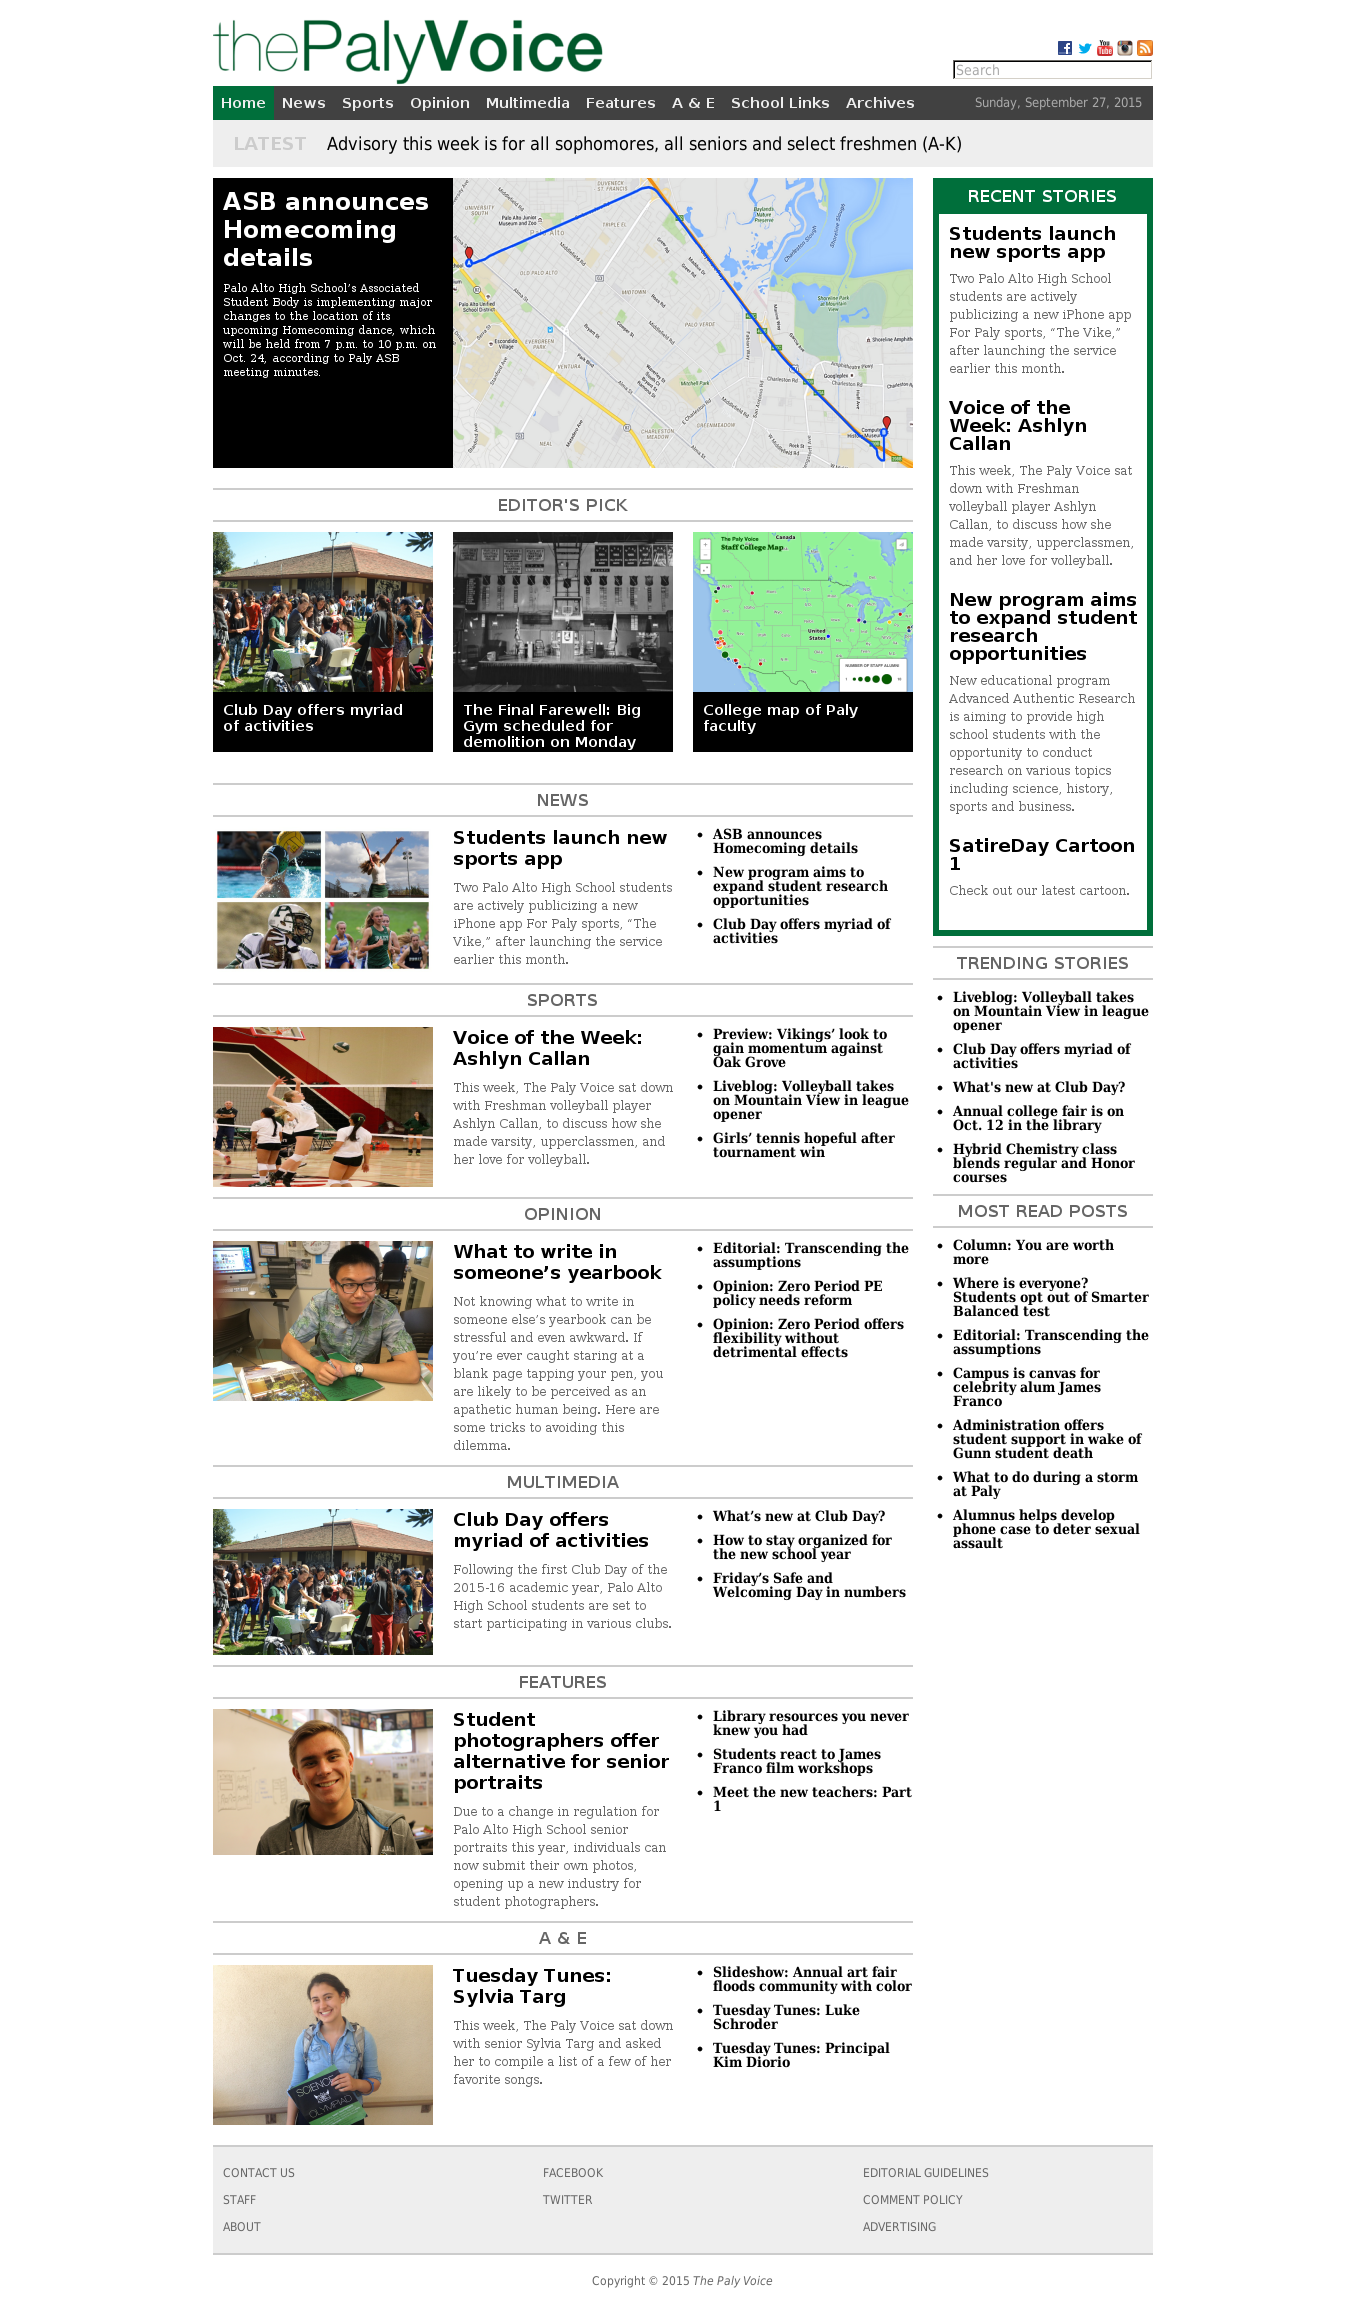 thePalyVoice
Search
Home News Sports Opinion Multimedia Features A & E School Links Archives Sunday, September 27, 2015
LATEST Advisory this week is for all sophomores, all seniors and select freshmen (A-K)
ASB announces
Homecoming
details
Palo Alto High School’s Associated
Student Body is implementing major
changes to the location of its
upcoming Homecoming dance, which
will be held from 7 p.m. to 10 p.m. on
Oct. 24, according to Paly ASB
meeting minutes.
EDITOR'S PICK
The Paly Voice
Staff College Map
Canada
United
States
NUMBER OF STAFF ALUMNI
Club Day offers myriad
of activities
The Final Farewell: Big
Gym scheduled for
demolition on Monday
College map of Paly
faculty
NEWS
Students launch new
sports app
Two Palo Alto High School students
are actively publicizing a new
iPhone app For Paly sports, “The
Vike,” after launching the service
earlier this month.
ASB announces
Homecoming details
New program aims to
expand student research
opportunities
Club Day offers myriad of
activities
SPORTS
Voice of the Week:
Ashlyn Callan
This week, The Paly Voice sat down
with Freshman volleyball player
Ashlyn Callan, to discuss how she
made varsity, upperclassmen, and
her love for volleyball.
Preview: Vikings’ look to
gain momentum against
Oak Grove
Liveblog: Volleyball takes
on Mountain View in league
opener
Girls’ tennis hopeful after
tournament win
OPINION
What to write in
someone’s yearbook
Not knowing what to write in
someone else’s yearbook can be
stressful and even awkward. If
you’re ever caught staring at a
blank page tapping your pen, you
are likely to be perceived as an
apathetic human being. Here are
some tricks to avoiding this
dilemma.
Editorial: Transcending the
assumptions
Opinion: Zero Period PE
policy needs reform
Opinion: Zero Period offers
flexibility without
detrimental effects
MULTIMEDIA
Club Day offers
myriad of activities
Following the first Club Day of the
2015-16 academic year, Palo Alto
High School students are set to
start participating in various clubs.
What’s new at Club Day?
How to stay organized for
the new school year
Friday’s Safe and
Welcoming Day in numbers
FEATURES
Student
photographers offer
alternative for senior
portraits
Due to a change in regulation for
Palo Alto High School senior
portraits this year, individuals can
now submit their own photos,
opening up a new industry for
student photographers.
Library resources you never
knew you had
Students react to James
Franco film workshops
Meet the new teachers: Part
1
A & E
SCIENCE
OLYMPIAD
Tuesday Tunes:
Sylvia Targ
This week, The Paly Voice sat down
with senior Sylvia Targ and asked
her to compile a list of a few of her
favorite songs.
Slideshow: Annual art fair
floods community with color
Tuesday Tunes: Luke
Schroder
Tuesday Tunes: Principal
Kim Diorio
RECENT STORIES
Students launch
new sports app
Two Palo Alto High School
students are actively
publicizing a new iPhone app
For Paly sports, “The Vike,”
after launching the service
earlier this month.
Voice of the
Week: Ashlyn
Callan
This week, The Paly Voice sat
down with Freshman
volleyball player Ashlyn
Callan, to discuss how she
made varsity, upperclassmen,
and her love for volleyball.
New program aims
to expand student
research
opportunities
New educational program
Advanced Authentic Research
is aiming to provide high
school students with the
opportunity to conduct
research on various topics
including science, history,
sports and business.
SatireDay Cartoon
1
Check out our latest cartoon.
TRENDING STORIES
Liveblog: Volleyball takes
on Mountain View in league
opener
Club Day offers myriad of
activities
What's new at Club Day?
Annual college fair is on
Oct. 12 in the library
Hybrid Chemistry class
blends regular and Honor
courses
MOST READ POSTS
Column: You are worth
more
Where is everyone?
Students opt out of Smarter
Balanced test
Editorial: Transcending the
assumptions
Campus is canvas for
celebrity alum James
Franco
Administration offers
student support in wake of
Gunn student death
What to do during a storm
at Paly
Alumnus helps develop
phone case to deter sexual
assault
CONTACT US
STAFF
ABOUT
FACEBOOK
TWITTER
EDITORIAL GUIDELINES
COMMENT POLICY
ADVERTISING
Copyright © 2015 The Paly Voice